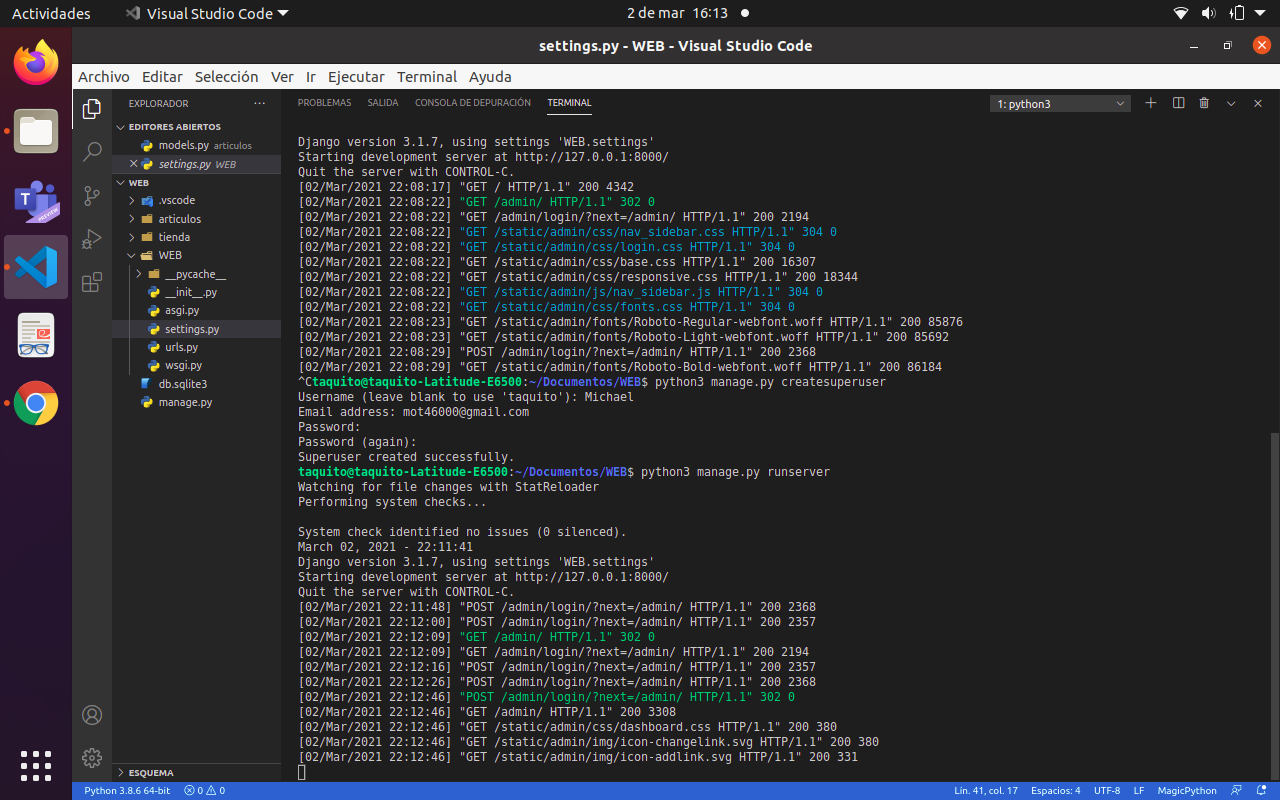 Actividades
Visual Studio Code
2 de mar 16:13
settings.py - WEB - Visual Studio Code
Archivo Editar Selección Ver Ir Ejecutar Terminal Ayuda
EXPLORADOR
EDITORES ABIERTOS
models.py articulos
settings.py WEB
WEB
.vscode
articulos
tienda
WEB
__pycache__
__init__.py
asgi.py
settings.py
urls.py
wsgi.py
db.sqlite3
manage.py
ESQUEMA
PROBLEMAS SALIDA CONSOLA DE DEPURACIÓN TERMINAL
1: python3
Django version 3.1.7, using settings 'WEB.settings'
Starting development server at http://127.0.0.1:8000/
Quit the server with CONTROL-C.
[02/Mar/2021 22:08:17] "GET / HTTP/1.1" 200 4342
[02/Mar/2021 22:08:22] "GET /admin/ HTTP/1.1" 302 0
[02/Mar/2021 22:08:22] "GET /admin/login/?next=/admin/ HTTP/1.1" 200 2194
[02/Mar/2021 22:08:22] "GET /static/admin/css/nav_sidebar.css HTTP/1.1" 304 0
[02/Mar/2021 22:08:22] "GET /static/admin/css/login.css HTTP/1.1" 304 0
[02/Mar/2021 22:08:22] "GET /static/admin/css/base.css HTTP/1.1" 200 16307
[02/Mar/2021 22:08:22] "GET /static/admin/css/responsive.css HTTP/1.1" 200 18344
[02/Mar/2021 22:08:22] "GET /static/admin/js/nav_sidebar.js HTTP/1.1" 304 0
[02/Mar/2021 22:08:22] "GET /static/admin/css/fonts.css HTTP/1.1" 304 0
[02/Mar/2021 22:08:23] "GET /static/admin/fonts/Roboto-Regular-webfont.woff HTTP/1.1" 200 85876
[02/Mar/2021 22:08:23] "GET /static/admin/fonts/Roboto-Light-webfont.woff HTTP/1.1" 200 85692
[02/Mar/2021 22:08:29] "POST /admin/login/?next=/admin/ HTTP/1.1" 200 2368
[02/Mar/2021 22:08:29] "GET /static/admin/fonts/Roboto-Bold-webfont.woff HTTP/1.1" 200 86184
^Ctaquito@taquito-Latitude-E6500:~/Documentos/WEB$ python3 manage.py createsuperuser
Username (leave blank to use 'taquito'): Michael
Email address: mot46000@gmail.com
Password:
Password (again):
Superuser created successfully.
taquito@taquito-Latitude-E6500:~/Documentos/WEB$ python3 manage.py runserver
Watching for file changes with StatReloader
Performing system checks...
System check identified no issues (0 silenced).
March 02, 2021 - 22:11:41
Django version 3.1.7, using settings 'WEB.settings'
Starting development server at http://127.0.0.1:8000/
Quit the server with CONTROL-C.
[02/Mar/2021 22:11:48] "POST /admin/login/?next=/admin/ HTTP/1.1" 200 2368
[02/Mar/2021 22:12:00] "POST /admin/login/?next=/admin/ HTTP/1.1" 200 2357
[02/Mar/2021 22:12:09] "GET /admin/ HTTP/1.1" 302 0
[02/Mar/2021 22:12:09] "GET /admin/login/?next=/admin/ HTTP/1.1" 200 2194
[02/Mar/2021 22:12:16] "POST /admin/login/?next=/admin/ HTTP/1.1" 200 2357
[02/Mar/2021 22:12:26] "POST /admin/login/?next=/admin/ HTTP/1.1" 200 2368
[02/Mar/2021 22:12:46] "POST /admin/login/?next=/admin/ HTTP/1.1" 302 0
[02/Mar/2021 22:12:46] "GET /admin/ HTTP/1.1" 200 3308
[02/Mar/2021 22:12:46] "GET /static/admin/css/dashboard.css HTTP/1.1" 200 380
[02/Mar/2021 22:12:46] "GET /static/admin/img/icon-changelink.svg HTTP/1.1" 200 380
[02/Mar/2021 22:12:46] "GET /static/admin/img/icon-addlink.svg HTTP/1.1" 200 331
Python 3.8.6 64-bit 0 0 Lín. 41, col. 17 Espacios: 4 UTF-8 LF MagicPython